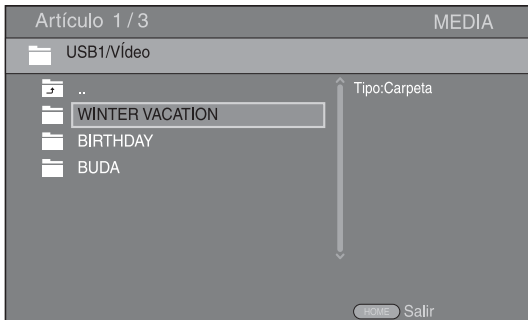 Artículo 1/3 MEDIA
USB1/Vídeo
..
Tipo:Carpeta
WINTER VACATION
BIRTHDAY
BUDA
HOME Salir